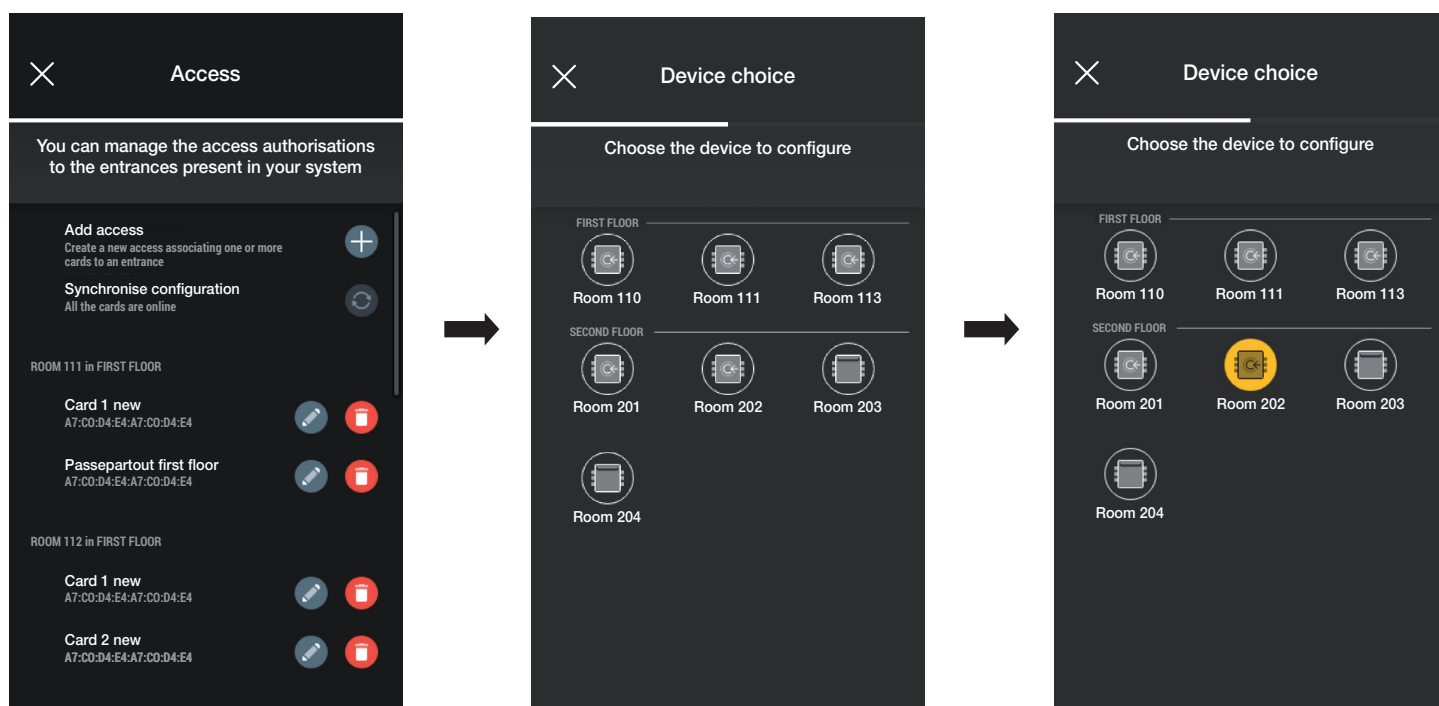 Access
You can manage the access authorisations
to the entrances present in your system
Add access
Create a new access associating one or more
cards to an entrance
Synchronise configuration
All the cards are online
ROOM 111 in FIRST FLOOR
Card 1 new
A7:C0:D4:E4:A7:C0:D4:E4
Passepartout first floor
A7:C0:D4:E4:A7:C0:D4:E4
ROOM 112 in FIRST FLOOR
Card 1 new
A7:C0:D4:E4:A7:C0:D4:E4
Card 2 new
A7:C0:D4:E4:A7:C0:D4:E4
Device choice
Choose the device to configure
FIRST FLOOR
Room 110 Room 111 Room 113
SECOND FLOOR
Room 201 Room 202 Room 203
Room 204
Device choice
Choose the device to configure
FIRST FLOOR
Room 110 Room 111 Room 113
SECOND FLOOR
Room 201 Room 202 Room 203
Room 204